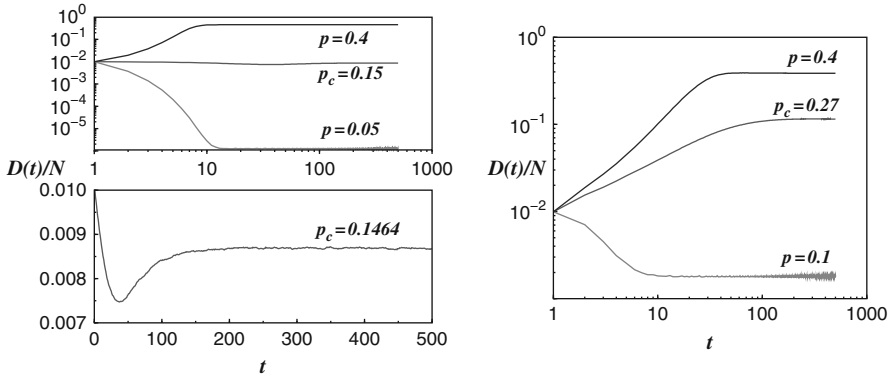 10^0
10^-1
10^-2
10^-3
10^-4
10^-5
p = 0.4
p_c = 0.15
p = 0.05
D(t)/N
1 10 100 1000
0.010
0.009
0.008
0.007
p_c = 0.1464
0 100 200 300 400 500
t
10^0
10^-1
10^-2
D(t)/N
p = 0.4
p_c = 0.27
p = 0.1
1 10 100 1000
t